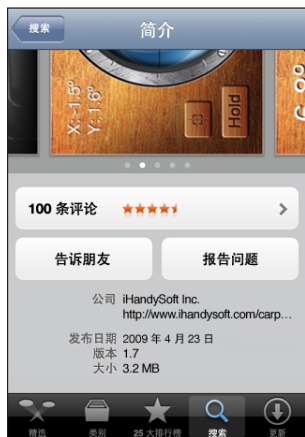 搜索
简介
X:-1.5°
Y:1.6°
Hold
100 条评论
告诉朋友
报告问题
公司 iHandySoft Inc.
http://www.ihandysoft.com/carp...
发布日期 2009 年 4 月 23 日
版本 1.7
大小 3.2 MB
精选
类别
25 大排行榜
搜索
更新